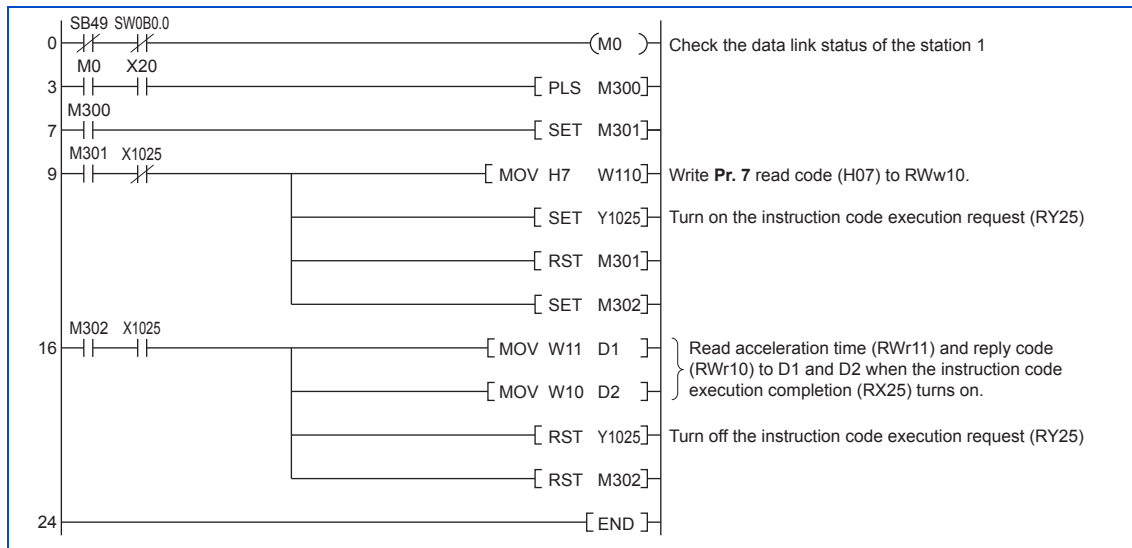 SB49 SW0B0.0
0 (M0 ) Check the data link status of the station 1
M0 X20
3 [ PLS M300]
M300
7 [ SET M301]
M301 X1025
9 [ MOV H7 W110] Write Pr. 7 read code (H07) to RWw10.
[ SET Y1025] Turn on the instruction code execution request (RY25)
[ RST M301]
[ SET M302]
M302 X1025
16 [ MOV W11 D1 ] Read acceleration time (RWr11) and reply code
(RWr10) to D1 and D2 when the instruction code
[ MOV W10 D2 ] execution completion (RX25) turns on.
[ RST Y1025] Turn off the instruction code execution request (RY25)
[ RST M302]
24 [ END ]